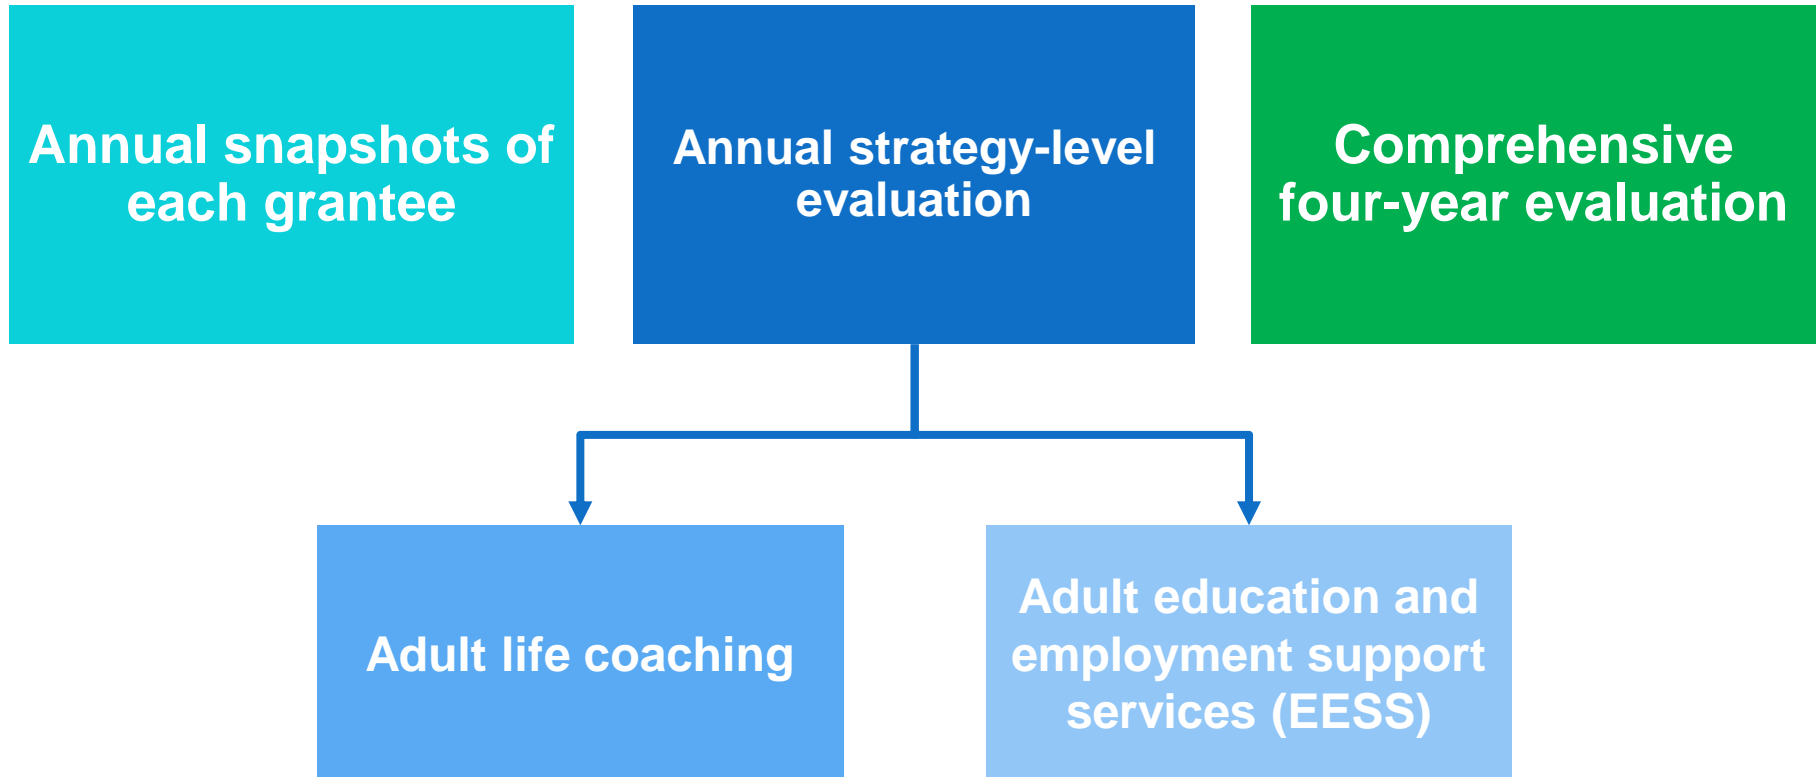 Annual snapshots of
each grantee
Annual strategy-level
evaluation
Comprehensive
four-year evaluation
Adult life coaching
Adult education and
employment support
services (EESS)